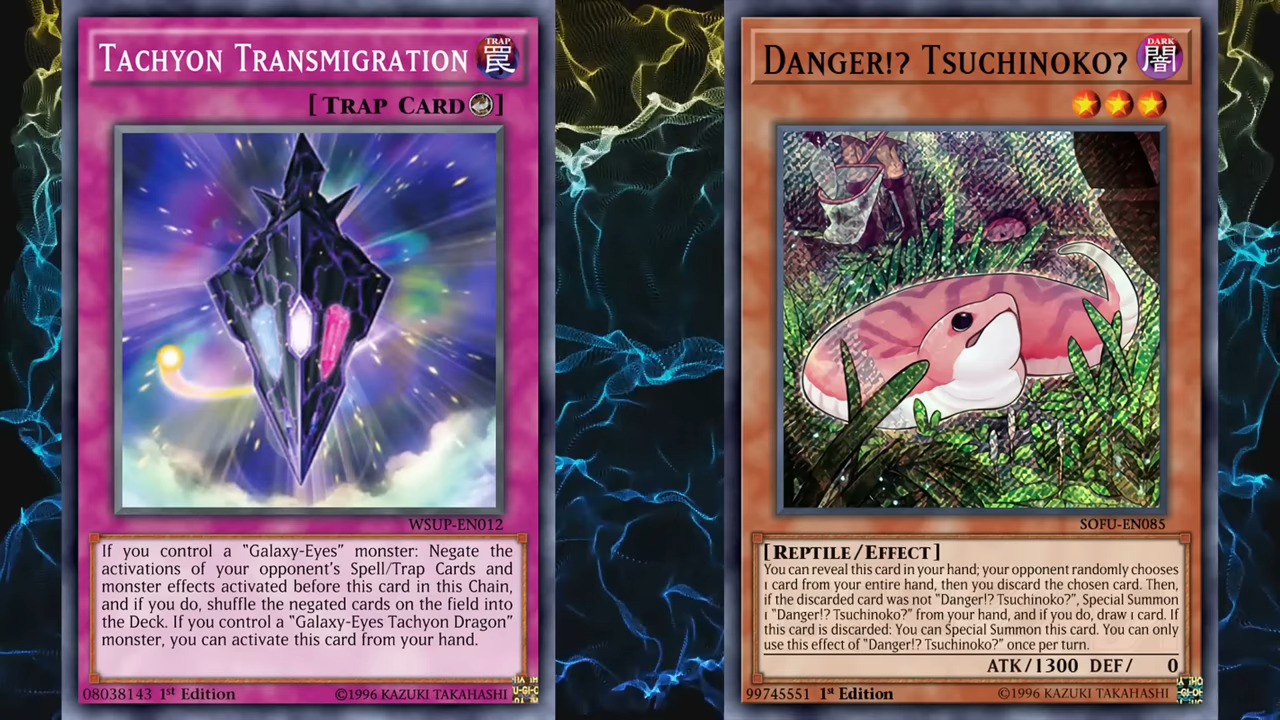 TACHYON TRANSMIGRATION
TRAP
罠
[TRAP CARD]
WSUP-EN012
If you control a "Galaxy-Eyes" monster: Negate the
activations of your opponent's Spell/Trap Cards and
monster effects activated before this card in this Chain,
and if you do, shuffle the negated cards on the field into
the Deck. If you control a "Galaxy-Eyes Tachyon Dragon"
monster, you can activate this card from your hand.
08038143 1st Edition
©1996 KAZUKI TAKAHASHI
DANGER!? TSUCHINOKO?
DARK
闇
SOFU-EN085
[REPTILE/EFFECT]
You can reveal this card in your hand; your opponent randomly chooses
1 card from your entire hand, then you discard the chosen card. Then,
if the discarded card was not "Danger!? Tsuchinoko?", Special Summon
1 "Danger!? Tsuchinoko?" from your hand, and if you do, draw 1 card. If
this card is discarded: You can Special Summon this card. You can only
use this effect of "Danger!? Tsuchinoko?" once per turn.
ATK/1300 DEF/ 0
99745551 1st Edition
©1996 KAZUKI TAKAHASHI